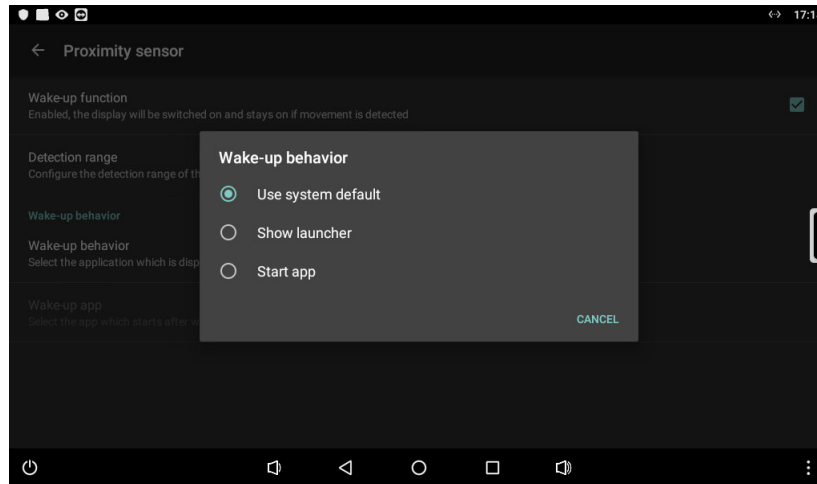 17:1
Proximity sensor
Wake-up function
Enabled, the display will be switched on and stays on if movement is detected
Detection range
Configure the detection range of th
Wake-up behavior
Wake-up behavior
Select the application which is disp
Wake-up app
Select the app which starts after w
Wake-up behavior
Use system default
Show launcher
Start app
CANCEL